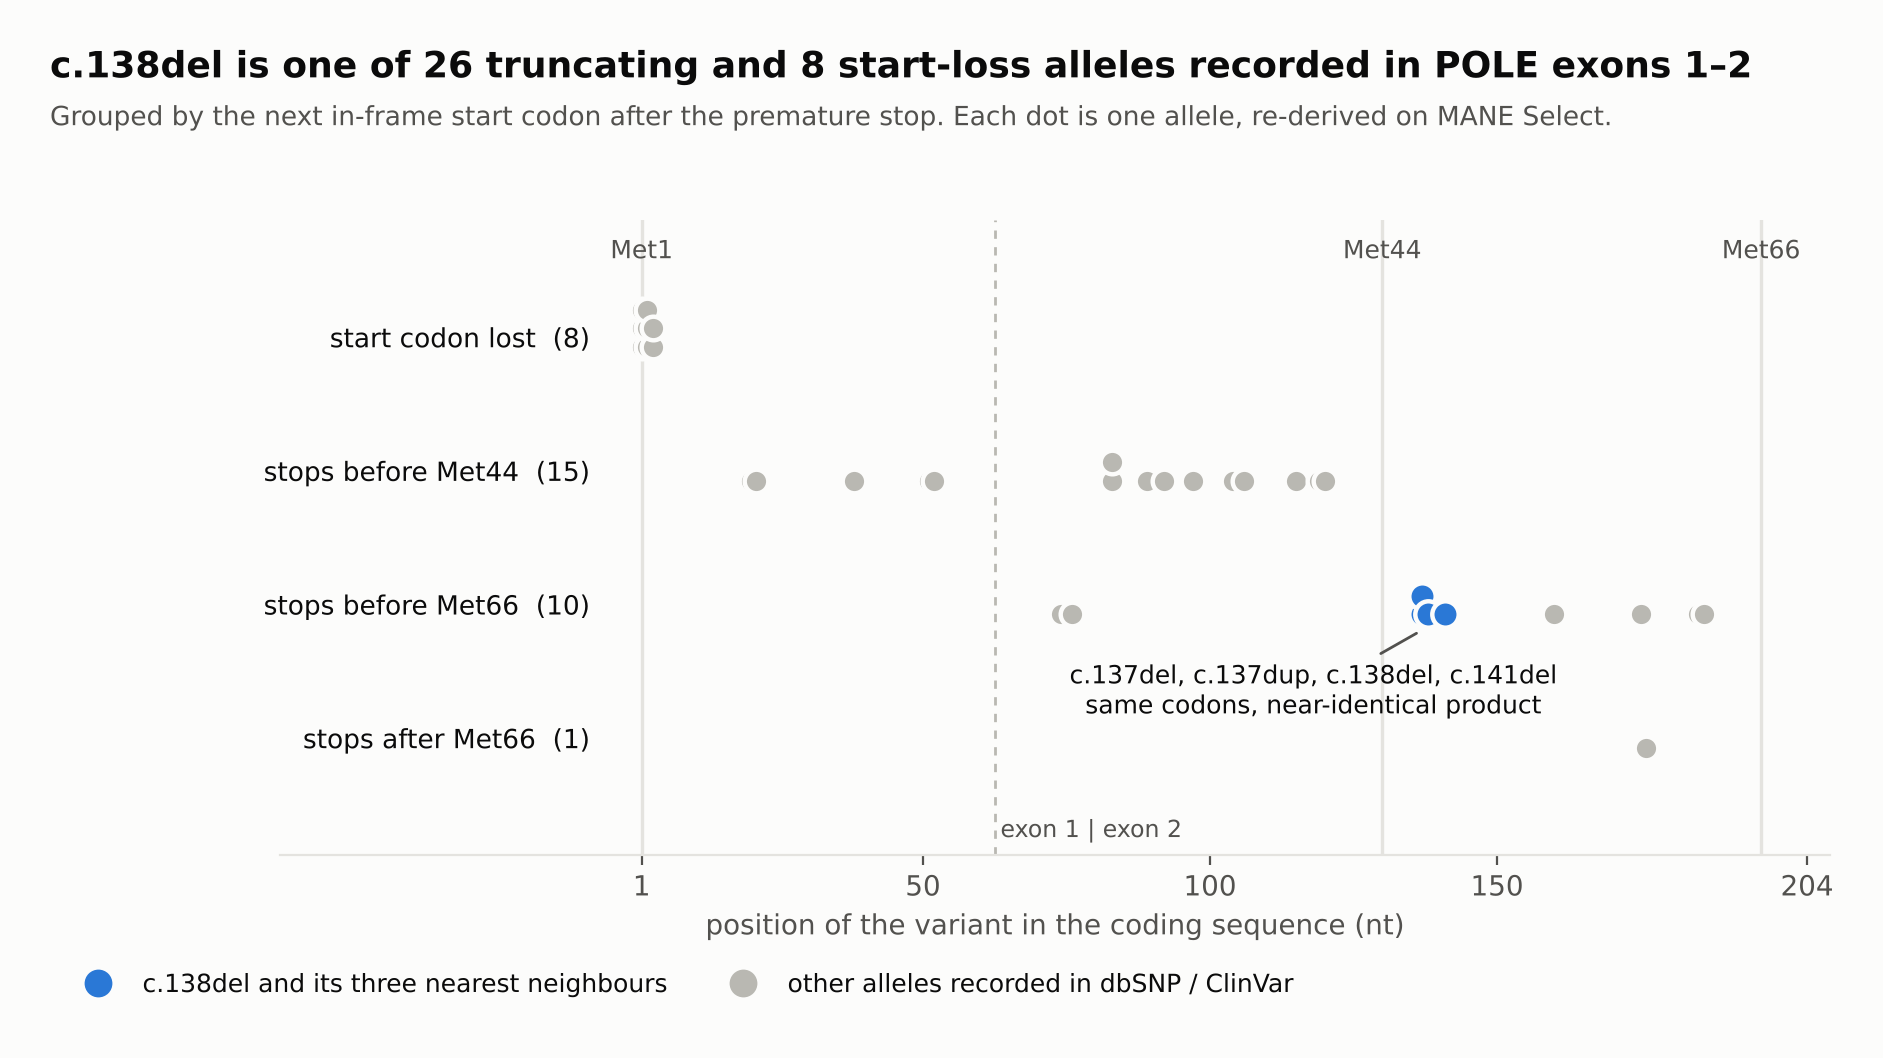 c.138del is one of 26 truncating and 8 start-loss alleles recorded in POLE exons 1–2
Grouped by the next in-frame start codon after the premature stop. Each dot is one allele, re-derived on MANE Select.
Met1 Met44 Met66
start codon lost (8)
stops before Met44 (15)
stops before Met66 (10)
c.137del, c.137dup, c.138del, c.141del
same codons, near-identical product
stops after Met66 (1)
exon 1 | exon 2
1 50 100 150 204
position of the variant in the coding sequence (nt)
c.138del and its three nearest neighbours other alleles recorded in dbSNP / ClinVar